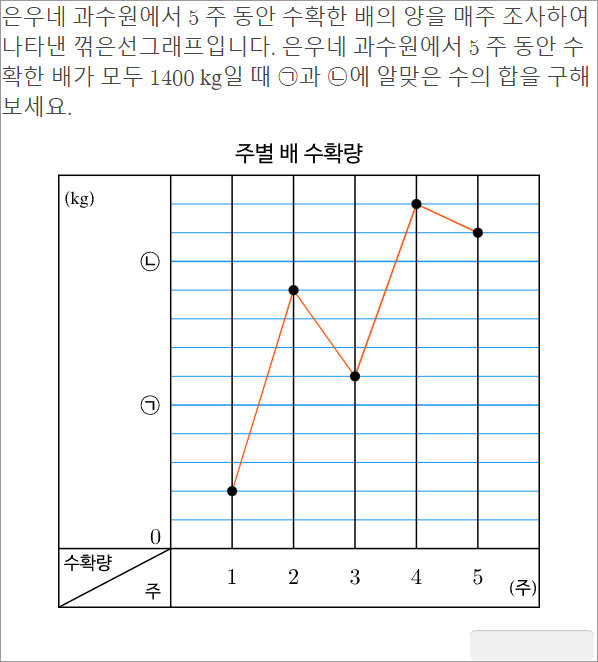 은우네 과수원에서 5 주 동안 수확한 배의 양을 매주 조사하여
나타낸 꺾은선그래프입니다. 은우네 과수원에서 5 주 동안 수
확한 배가 모두 1400 kg일 때 ㉠과 ㉡에 알맞은 수의 합을 구해
보세요.
주별 배 수확량
(kg)
㉡
㉠
0
수확량
주
1 2 3 4 5 (주)